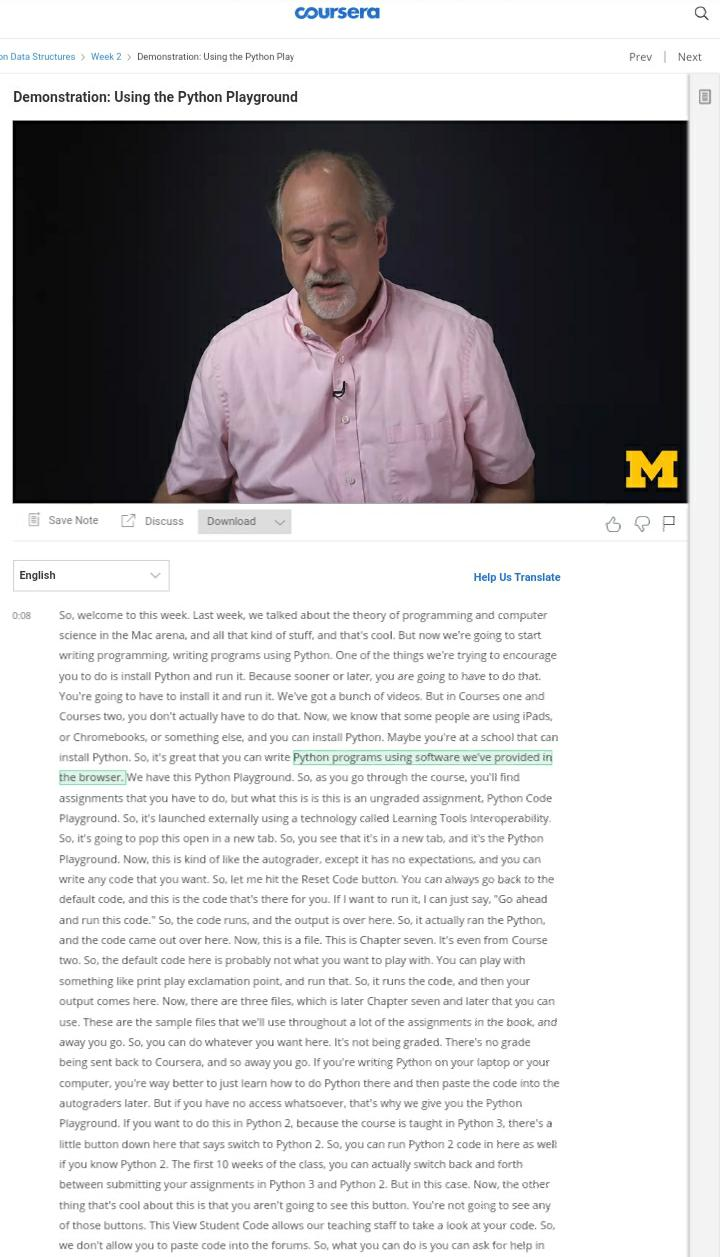 coursera
on Data Structures > Week 2 > Demonstration: Using the Python Play
Prev | Next
Demonstration: Using the Python Playground
M
Save Note
Discuss
Download
English
Help Us Translate
0:08
So, welcome to this week. Last week, we talked about the theory of programming and computer
science in the Mac arena, and all that kind of stuff, and that's cool. But now we're going to start
writing programming, writing programs using Python. One of the things we're trying to encourage
you to do is install Python and run it. Because sooner or later, you are going to have to do that.
You're going to have to install it and run it. We've got a bunch of videos. But in Courses one and
Courses two, you don't actually have to do that. Now, we know that some people are using iPads,
or Chromebooks, or something else, and you can install Python. Maybe you're at a school that can
install Python. So, it's great that you can write Python programs using software we've provided in
the browser. We have this Python Playground. So, as you go through the course, you'll find
assignments that you have to do, but what this is is this is an ungraded assignment, Python Code
Playground. So, it's launched externally using a technology called Learning Tools Interoperability.
So, it's going to pop this open in a new tab. So, you see that it's in a new tab, and it's the Python
Playground. Now, this is kind of like the autograder, except it has no expectations, and you can
write any code that you want. So, let me hit the Reset Code button. You can always go back to the
default code, and this is the code that's there for you. If I want to run it, I can just say, "Go ahead
and run this code." So, the code runs, and the output is over here. So, it actually ran the Python,
and the code came out over here. Now, this is a file. This is Chapter seven. It's even from Course
two. So, the default code here is probably not what you want to play with. You can play with
something like print play exclamation point, and run that. So, it runs the code, and then your
output comes here. Now, there are three files, which is later Chapter seven and later that you can
use. These are the sample files that we'll use throughout a lot of the assignments in the book, and
away you go. So, you can do whatever you want here. It's not being graded. There's no grade
being sent back to Coursera, and so away you go. If you're writing Python on your laptop or your
computer, you're way better to just learn how to do Python there and then paste the code into the
autograders later. But if you have no access whatsoever, that's why we give you the Python
Playground. If you want to do this in Python 2, because the course is taught in Python 3, there's a
little button down here that says switch to Python 2. So, you can run Python 2 code in here as well
if you know Python 2. The first 10 weeks of the class, you can actually switch back and forth
between submitting your assignments in Python 3 and Python 2. But in this case. Now, the other
thing that's cool about this is that you aren't going to see this button. You're not going to see any
of those buttons. This View Student Code allows our teaching staff to take a look at your code. So,
we don't allow you to paste code into the forums. So, what you can do is you can ask for help in